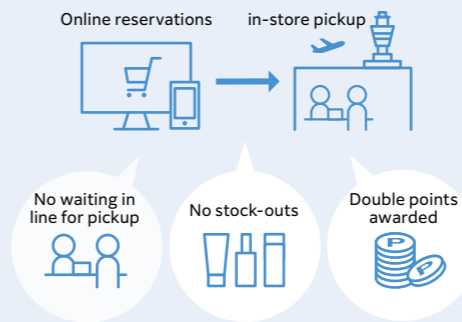 Online reservations
in-store pickup
No waiting in
line for pickup
No stock-outs
Double points
awarded
P
P